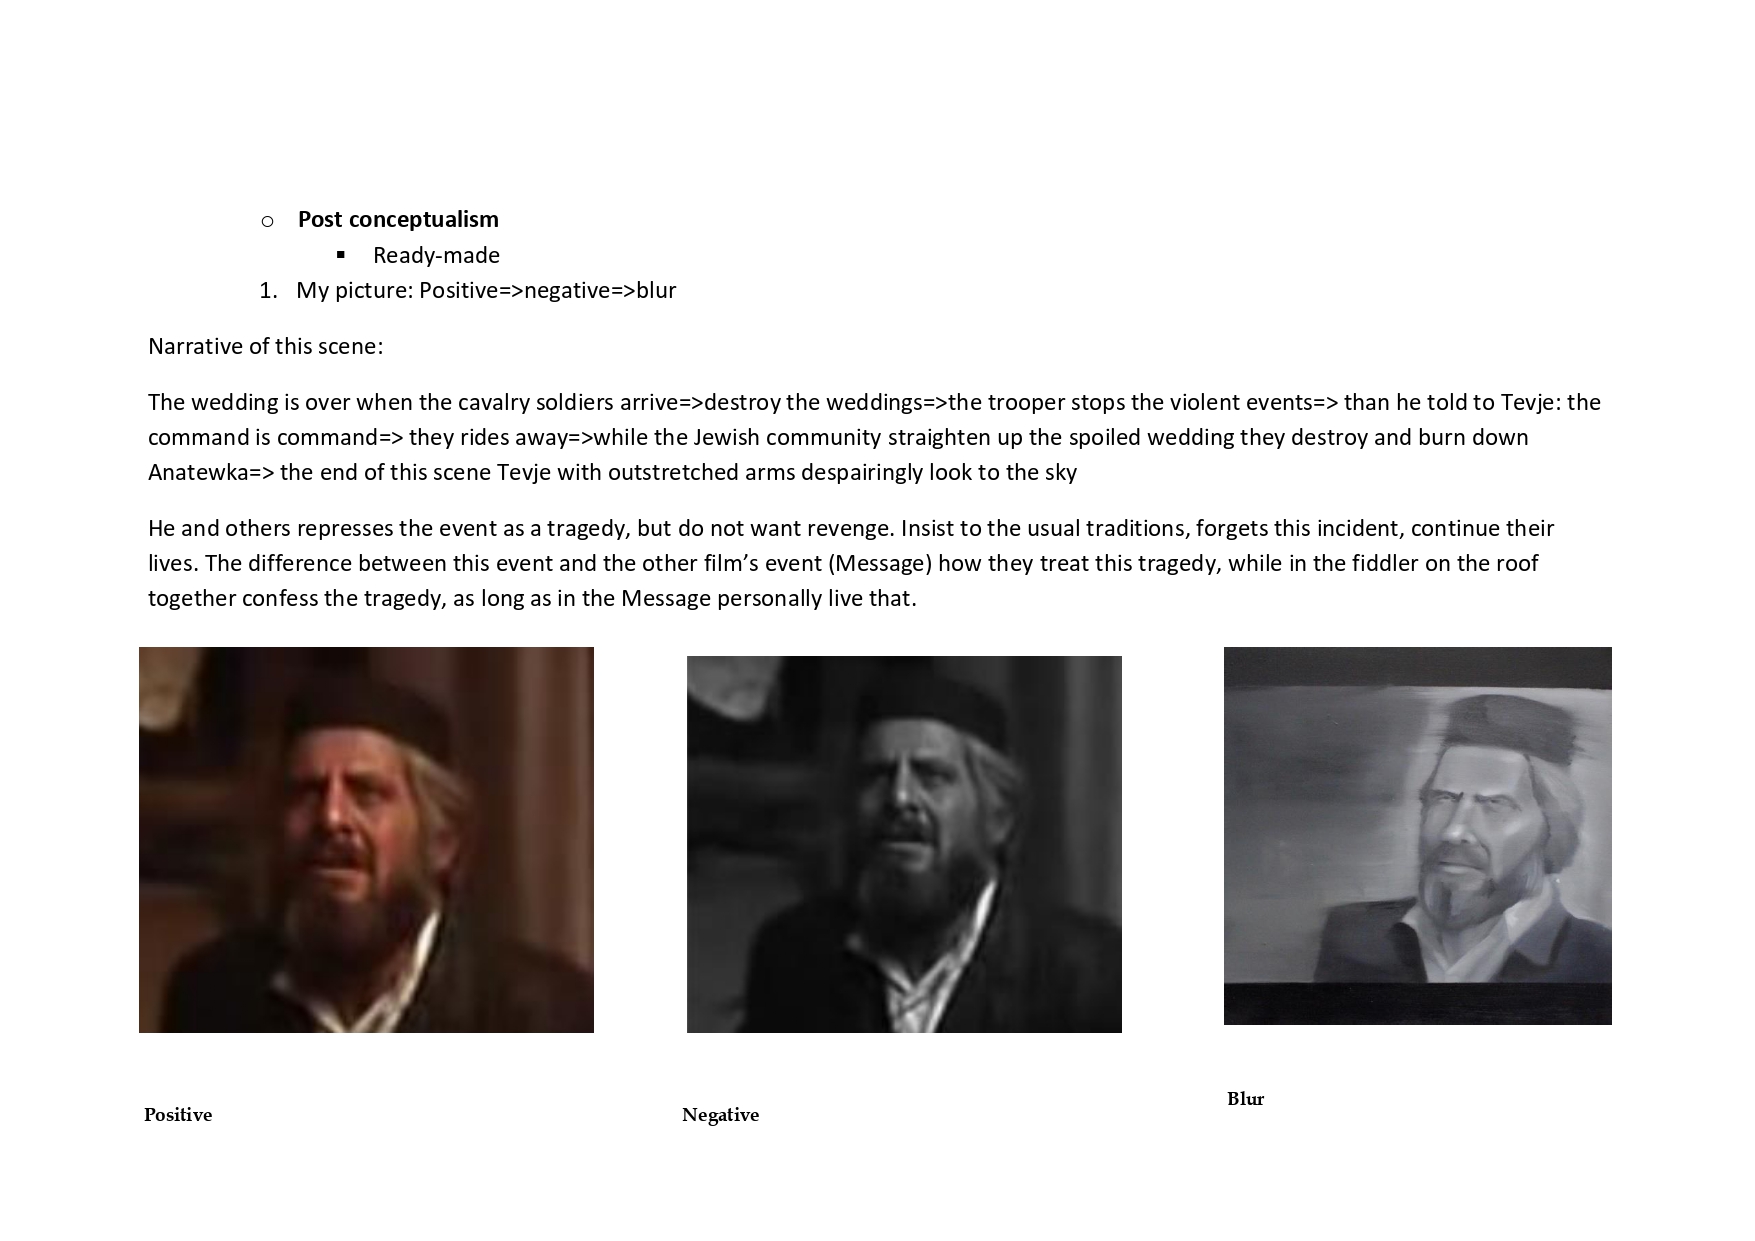 o Post conceptualism
▪ Ready-made
1. My picture: Positive=>negative=>blur
Narrative of this scene:
The wedding is over when the cavalry soldiers arrive=>destroy the weddings=>the trooper stops the violent events=> than he told to Tevje: the
command is command=> they rides away=>while the Jewish community straighten up the spoiled wedding they destroy and burn down
Anatewka=> the end of this scene Tevje with outstretched arms despairingly look to the sky
He and others represses the event as a tragedy, but do not want revenge. Insist to the usual traditions, forgets this incident, continue their
lives. The difference between this event and the other film’s event (Message) how they treat this tragedy, while in the fiddler on the roof
together confess the tragedy, as long as in the Message personally live that.
Positive
Negative
Blur